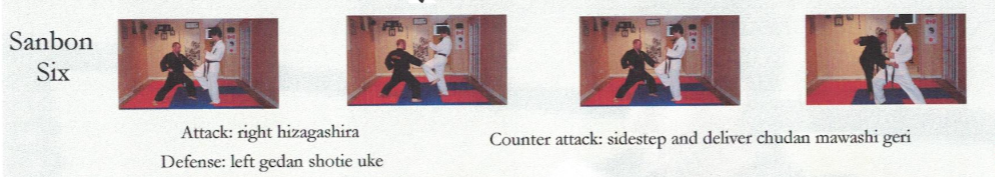 Sanbon
Six
Attack: right hizagashira
Defense: left gedan shotie uke
Counter attack: sidestep and deliver chudan mawashi geri